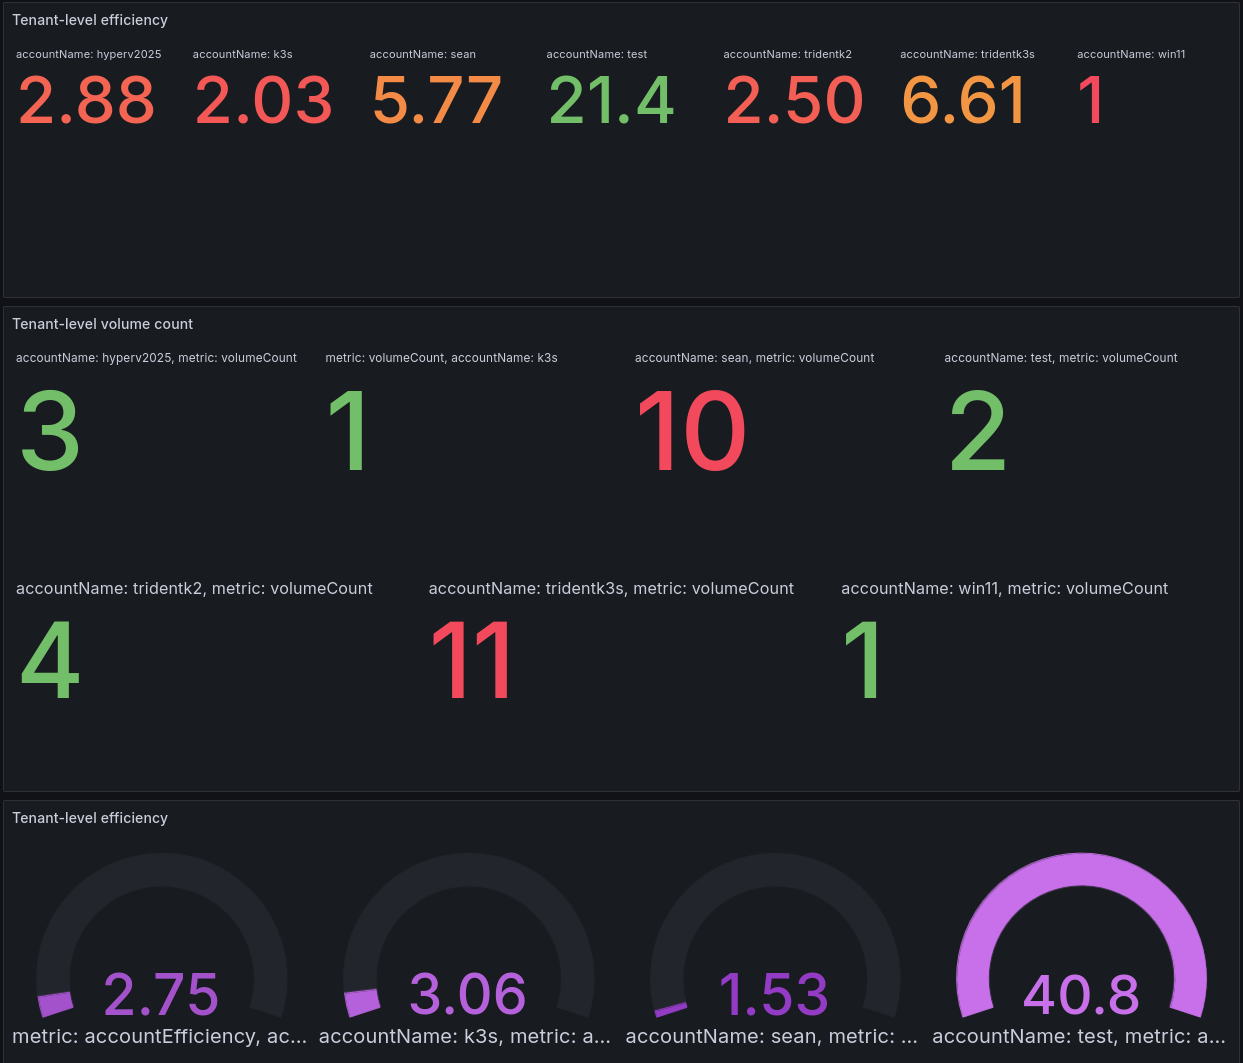 Tenant-level efficiency
accountName: hyperv2025 accountName: k3s accountName: sean accountName: test accountName: tridentk2 accountName: tridentk3s accountName: win11
2.88 2.03 5.77 21.4 2.50 6.61 1
Tenant-level volume count
accountName: hyperv2025, metric: volumeCount metric: volumeCount, accountName: k3s accountName: sean, metric: volumeCount accountName: test, metric: volumeCount
3 1 10 2
accountName: tridentk2, metric: volumeCount accountName: tridentk3s, metric: volumeCount accountName: win11, metric: volumeCount
4 11 1
Tenant-level efficiency
2.75 3.06 1.53 40.8
metric: accountEfficiency, ac... accountName: k3s, metric: a... accountName: sean, metric: ... accountName: test, metric: a...